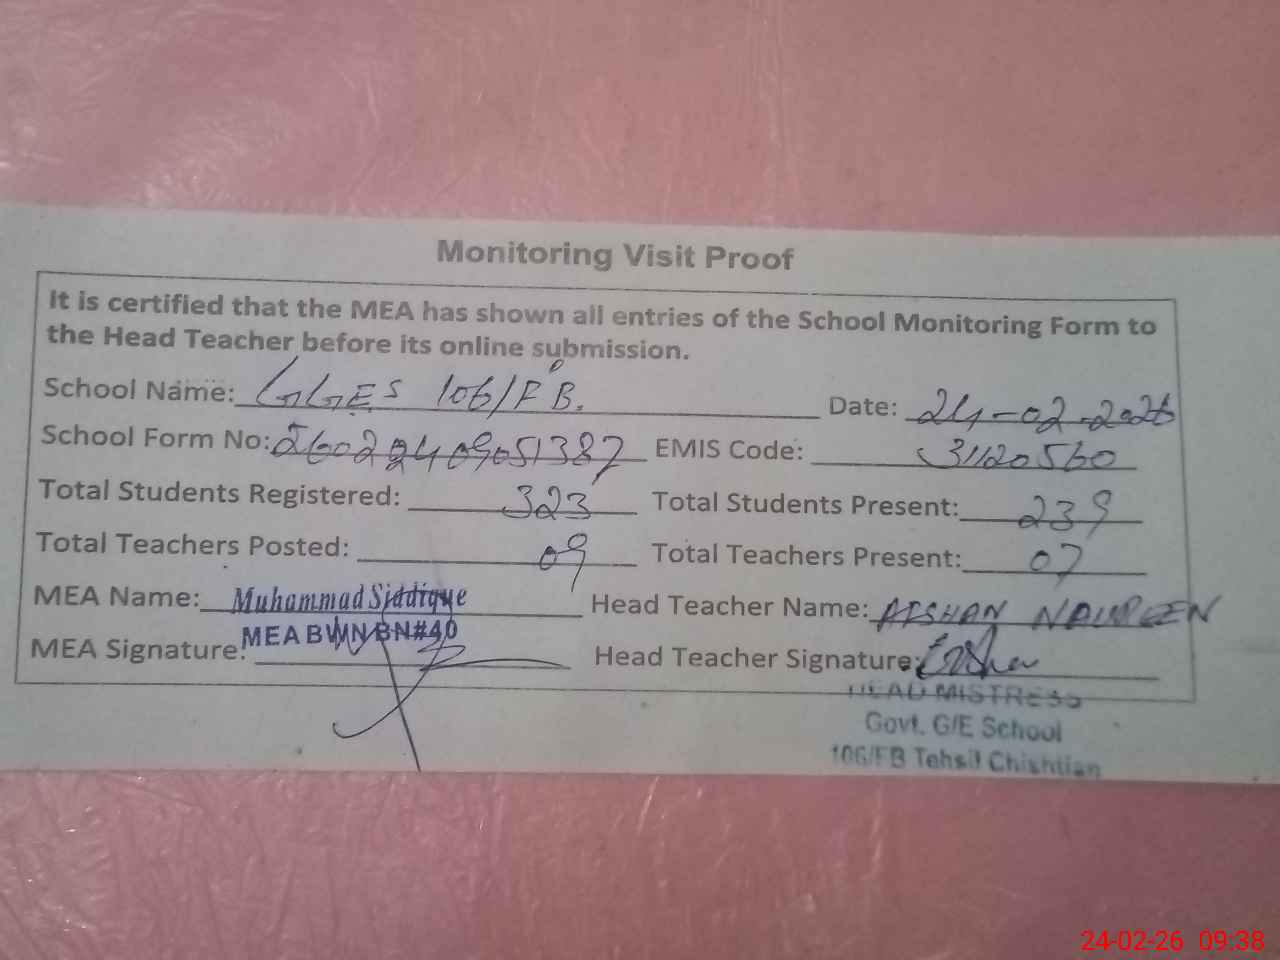 Monitoring Visit Proof
It is certified that the MEA has shown all entries of the School Monitoring Form to
the Head Teacher before its online submission.
School Name: GGES 106/F B. Date: 24-02-2026
School Form No: 26022409051387 EMIS Code: 31120560
Total Students Registered: 323 Total Students Present: 239
Total Teachers Posted: 09 Total Teachers Present: 07
MEA Name: Muhammad Siddique Head Teacher Name: AFSHAN NAUREEN
MEA BWN BN#40
MEA Signature: Head Teacher Signature:
HEAD MISTRESS
Govt. G/E School
106/FB Tehsil Chishtian
24-02-26 09:38